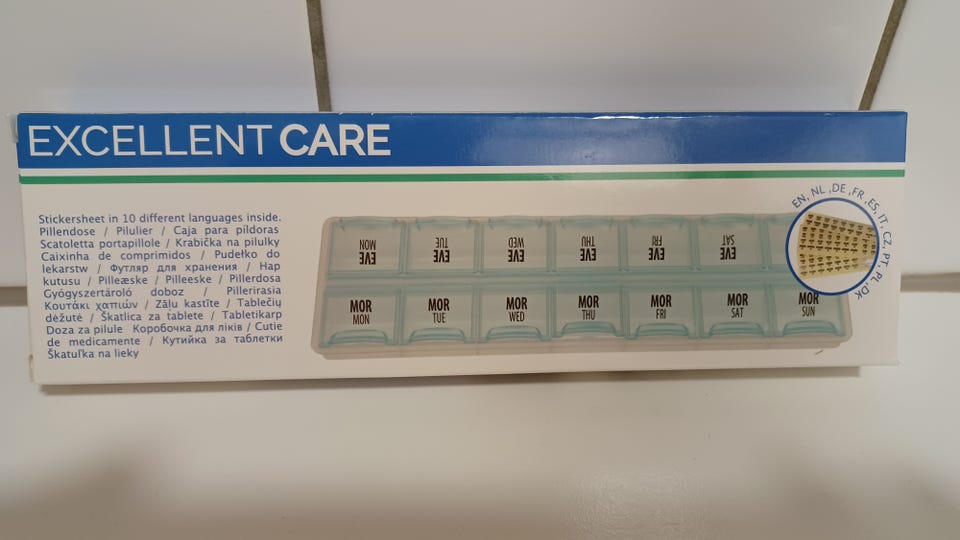 EXCELLENT CARE
Stickersheet in 10 different languages inside.
Pillendose / Pilulier / Caja para píldoras
Scatoletta portapillole / Krabička na pilulky
Caixinha de comprimidos / Pudełko do
lekarstw / Футляр для хранения / Hap
kutusu / Pilleæske / Pilleeske / Pillerdosa
Gyógyszertároló doboz / Pillerirasia
Κουτάκι χαπιών / Zāļu kastīte / Tablečių
dėžutė / Škatlica za tablete / Tabletikarp
Doza za pilule Коробочка для ліків / Cutie
de medicamente / Кутийка за таблетки
Škatuľka na lieky
EN, NL ,DE ,FR ,ES, IT, CZ, PT, PL ,DK
EVE EVE EVE EVE EVE EVE
MON TUE WED THU FRI SAT
MOR MOR MOR MOR MOR MOR MOR
MON TUE WED THU FRI SAT SUN